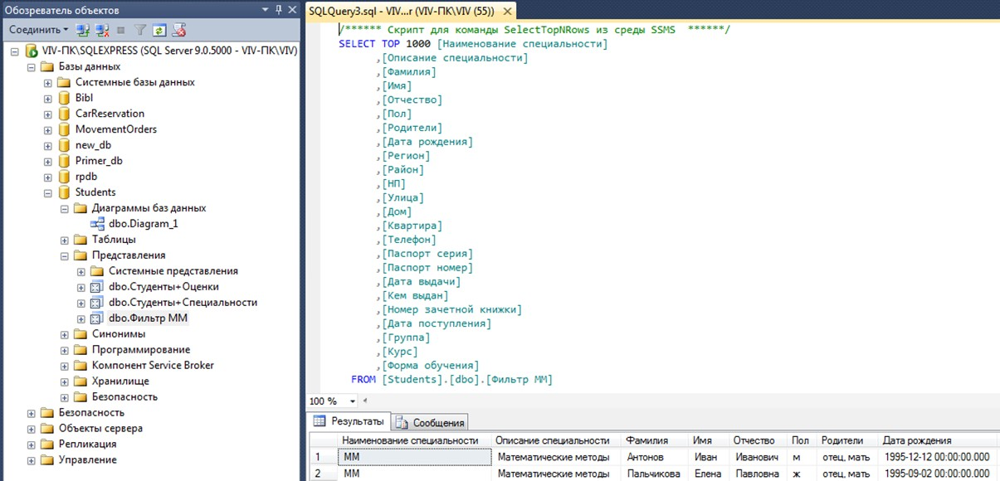 Обозреватель объектов
Соединить
VIV-ПК\SQLEXPRESS (SQL Server 9.0.5000 - VIV-ПК\VIV)
Базы данных
Системные базы данных
Bibl
CarReservation
MovementOrders
new_db
Primer_db
rpdb
Students
Диаграммы баз данных
dbo.Diagram_1
Таблицы
Представления
Системные представления
dbo.Студенты+Оценки
dbo.Студенты+Специальности
dbo.Фильтр ММ
Синонимы
Программирование
Компонент Service Broker
Хранилище
Безопасность
Безопасность
Объекты сервера
Репликация
Управление
SQLQuery3.sql - VIV...r (VIV-ПК\VIV (55))
/****** Скрипт для команды SelectTopNRows из среды SSMS ******/
SELECT TOP 1000 [Наименование специальности]
,[Описание специальности]
,[Фамилия]
,[Имя]
,[Отчество]
,[Пол]
,[Родители]
,[Дата рождения]
,[Регион]
,[Район]
,[НП]
,[Улица]
,[Дом]
,[Квартира]
,[Телефон]
,[Паспорт серия]
,[Паспорт номер]
,[Дата выдачи]
,[Кем выдан]
,[Номер зачетной книжки]
,[Дата поступления]
,[Группа]
,[Курс]
,[Форма обучения]
FROM [Students].[dbo].[Фильтр ММ]
100 %
Результаты Сообщения
Наименование специальности Описание специальности Фамилия Имя Отчество Пол Родители Дата рождения
1 ММ Математические методы Антонов Иван Иванович м отец, мать 1995-12-12 00:00:00.000
2 ММ Математические методы Пальчикова Елена Павловна ж отец, мать 1995-09-02 00:00:00.000